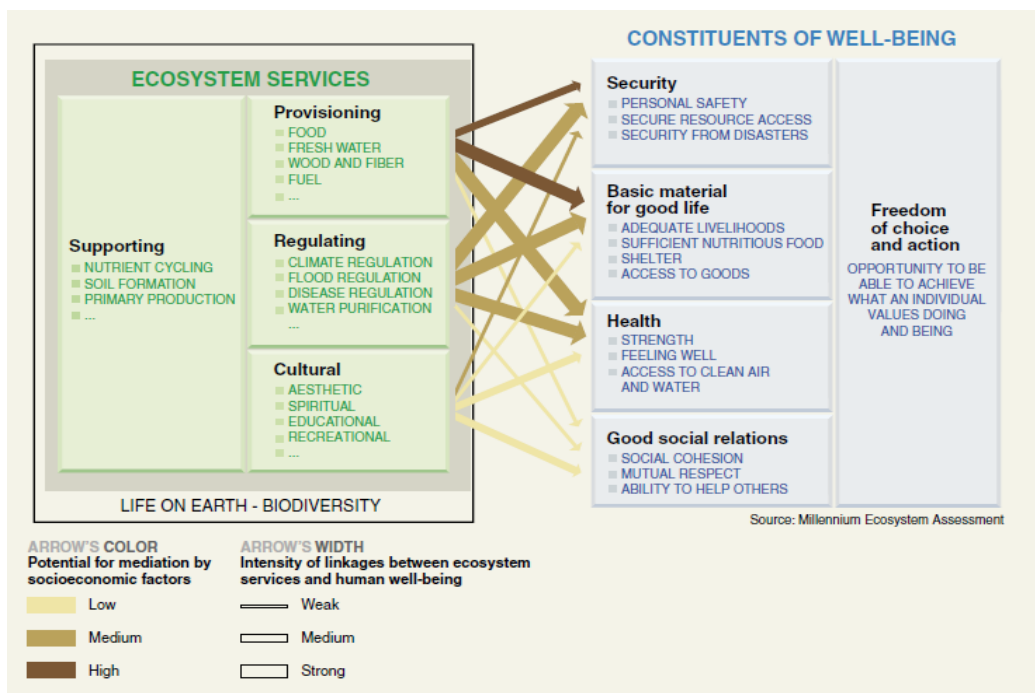 ECOSYSTEM SERVICES
Supporting
NUTRIENT CYCLING
SOIL FORMATION
PRIMARY PRODUCTION
...
Provisioning
FOOD
FRESH WATER
WOOD AND FIBER
FUEL
...
Regulating
CLIMATE REGULATION
FLOOD REGULATION
DISEASE REGULATION
WATER PURIFICATION
...
Cultural
AESTHETIC
SPIRITUAL
EDUCATIONAL
RECREATIONAL
...
LIFE ON EARTH - BIODIVERSITY
CONSTITUENTS OF WELL-BEING
Security
PERSONAL SAFETY
SECURE RESOURCE ACCESS
SECURITY FROM DISASTERS
Basic material
for good life
ADEQUATE LIVELIHOODS
SUFFICIENT NUTRITIOUS FOOD
SHELTER
ACCESS TO GOODS
Health
STRENGTH
FEELING WELL
ACCESS TO CLEAN AIR
AND WATER
Good social relations
SOCIAL COHESION
MUTUAL RESPECT
ABILITY TO HELP OTHERS
Freedom
of choice
and action
OPPORTUNITY TO BE
ABLE TO ACHIEVE
WHAT AN INDIVIDUAL
VALUES DOING
AND BEING
Source: Millennium Ecosystem Assessment
ARROW'S COLOR
Potential for mediation by
socioeconomic factors
Low
Medium
High
ARROW'S WIDTH
Intensity of linkages between ecosystem
services and human well-being
Weak
Medium
Strong